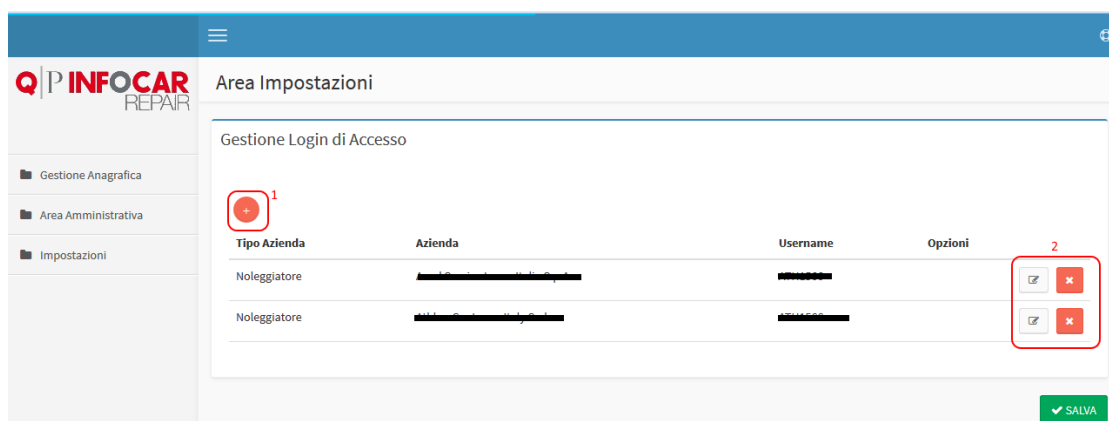 Q|P INFOCAR
REPAIR
Area Impostazioni
Gestione Login di Accesso
Gestione Anagrafica
Area Amministrativa
Impostazioni
+ 1
Tipo Azienda Azienda Username Opzioni 2
Noleggiatore
Noleggiatore
SALVA